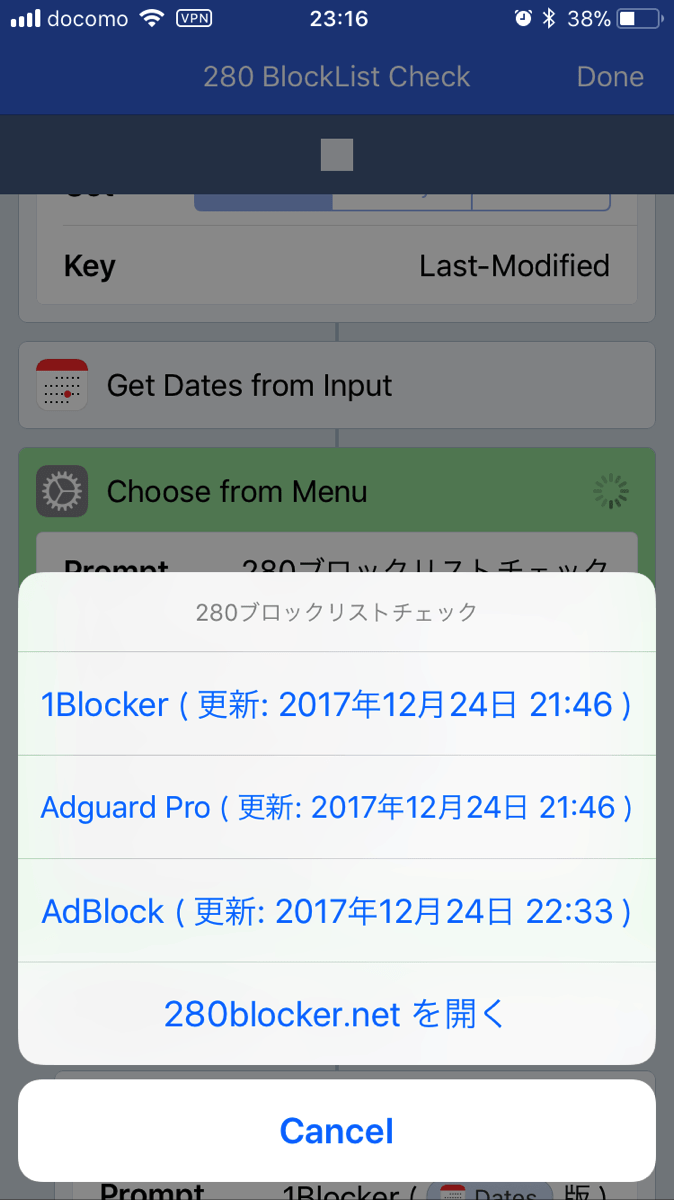 docomo VPN 23:16 38%
280 BlockList Check Done
Key Last-Modified
Get Dates from Input
Choose from Menu
Prompt 280ブロックリストチェック
280ブロックリストチェック
1Blocker ( 更新: 2017年12月24日 21:46 )
Adguard Pro ( 更新: 2017年12月24日 21:46 )
AdBlock ( 更新: 2017年12月24日 22:33 )
280blocker.net を開く
Cancel
Prompt 1Blocker ( Dates 版 )